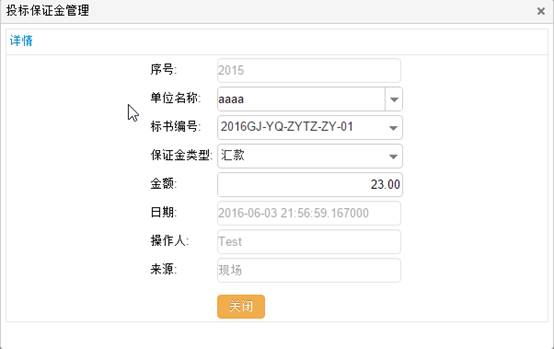 投标保证金管理
详情
序号: 2015
单位名称: aaaa
标书编号: 2016GJ-YQ-ZYTZ-ZY-01
保证金类型: 汇款
金额: 23.00
日期: 2016-06-03 21:56:59.167000
操作人: Test
来源: 现场
关闭